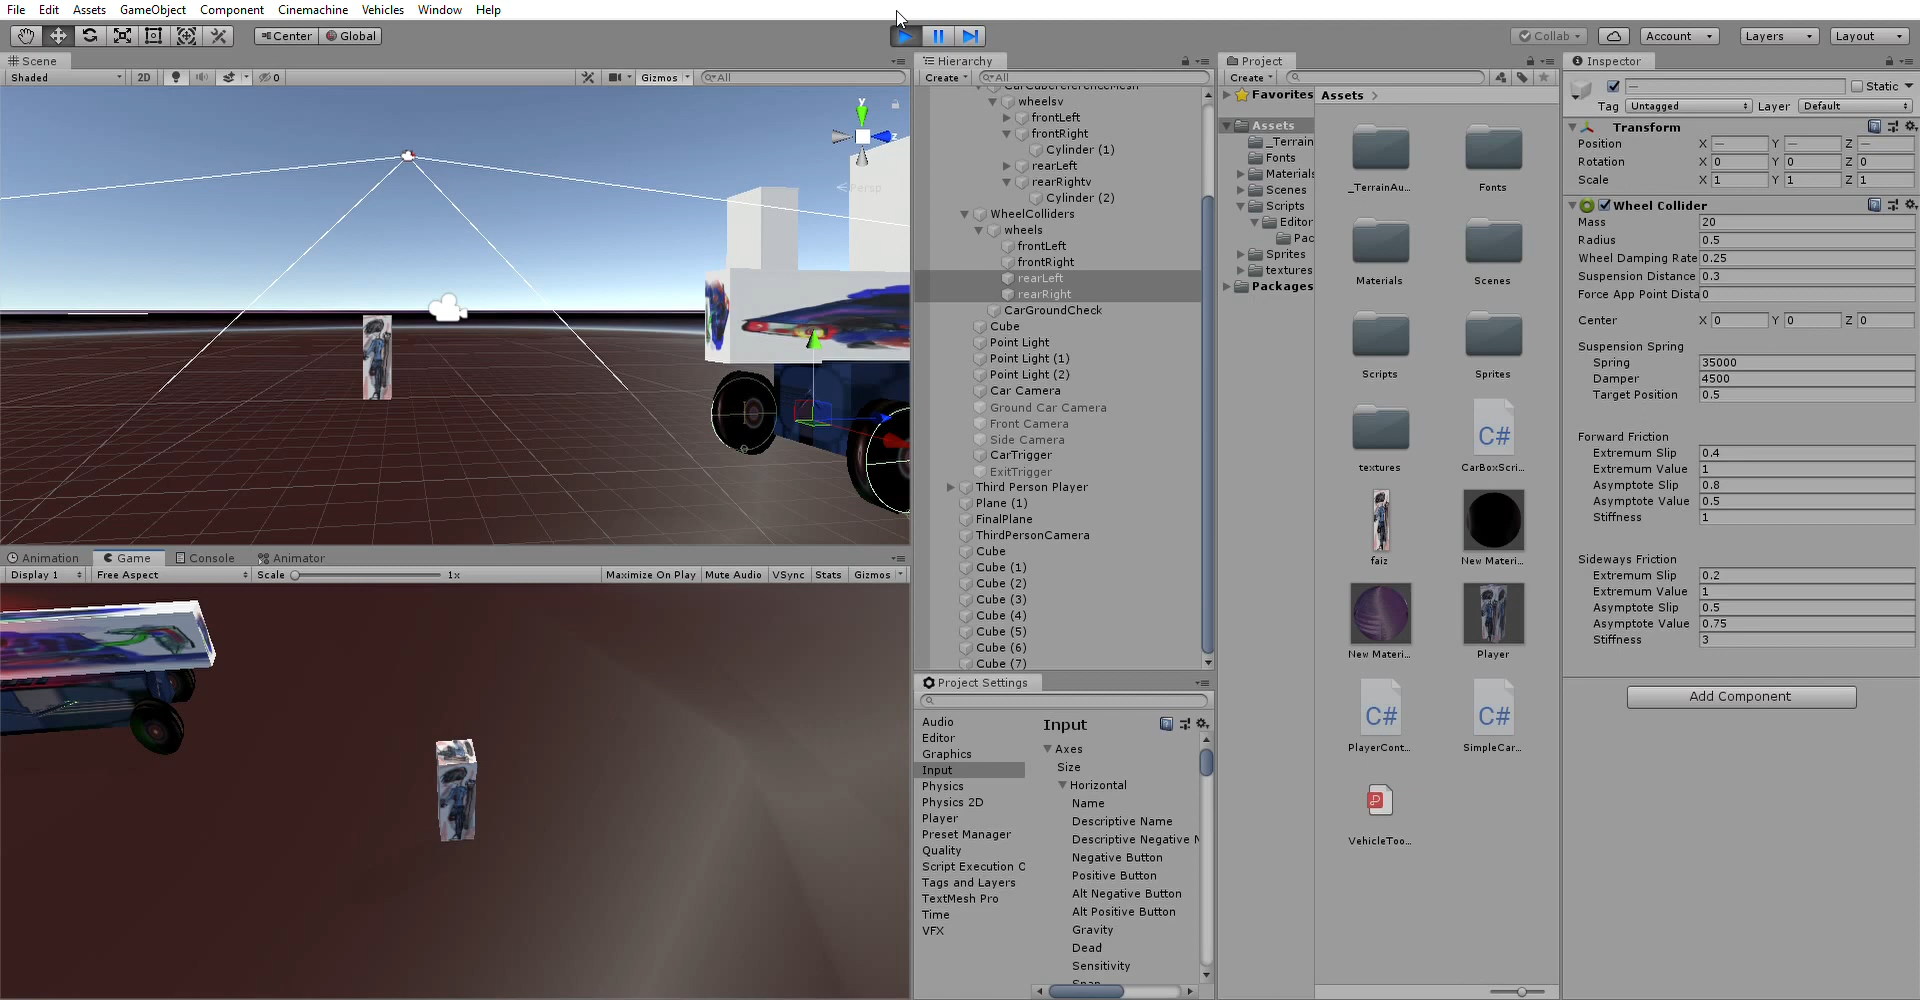 File Edit Assets GameObject Component Cinemachine Vehicles Window Help
Center Global
Collab Account Layers Layout
Scene
Shaded 2D 0 Gizmos All
y
z
Persp
Animation Game Console Animator
Display 1 Free Aspect Scale 1x Maximize On Play Mute Audio VSync Stats Gizmos
Hierarchy
Create All
wheelsv
frontLeft
frontRight
Cylinder (1)
rearLeft
rearRightv
Cylinder (2)
WheelColliders
wheels
frontLeft
frontRight
rearLeft
rearRight
CarGroundCheck
Cube
Point Light
Point Light (1)
Point Light (2)
Car Camera
Ground Car Camera
Front Camera
Side Camera
CarTrigger
ExitTrigger
Third Person Player
Plane (1)
FinalPlane
ThirdPersonCamera
Cube
Cube (1)
Cube (2)
Cube (3)
Cube (4)
Cube (5)
Cube (6)
Cube (7)
Project Settings
Audio
Editor
Graphics
Input
Physics
Physics 2D
Player
Preset Manager
Quality
Script Execution O
Tags and Layers
TextMesh Pro
Time
VFX
Input
Axes
Size
Horizontal
Name
Descriptive Name
Descriptive Negative N
Negative Button
Positive Button
Alt Negative Button
Alt Positive Button
Gravity
Dead
Sensitivity
Snap
Project
Create
Favorites
Assets
_Terrain
Fonts
Materials
Scenes
Scripts
Editor
Pac
Sprites
textures
Packages
Assets
_TerrainAu...
Fonts
Materials
Scenes
Scripts
Sprites
textures
C#
CarBoxScri...
faiz
New Materi...
New Materi...
Player
C#
PlayerCont...
C#
SimpleCar...
VehicleToo...
Inspector
— Static
Tag Untagged Layer Default
Transform
Position X — Y — Z —
Rotation X 0 Y 0 Z 0
Scale X 1 Y 1 Z 1
Wheel Collider
Mass 20
Radius 0.5
Wheel Damping Rate 0.25
Suspension Distance 0.3
Force App Point Dista 0
Center X 0 Y 0 Z 0
Suspension Spring
Spring 35000
Damper 4500
Target Position 0.5
Forward Friction
Extremum Slip 0.4
Extremum Value 1
Asymptote Slip 0.8
Asymptote Value 0.5
Stiffness 1
Sideways Friction
Extremum Slip 0.2
Extremum Value 1
Asymptote Slip 0.5
Asymptote Value 0.75
Stiffness 3
Add Component